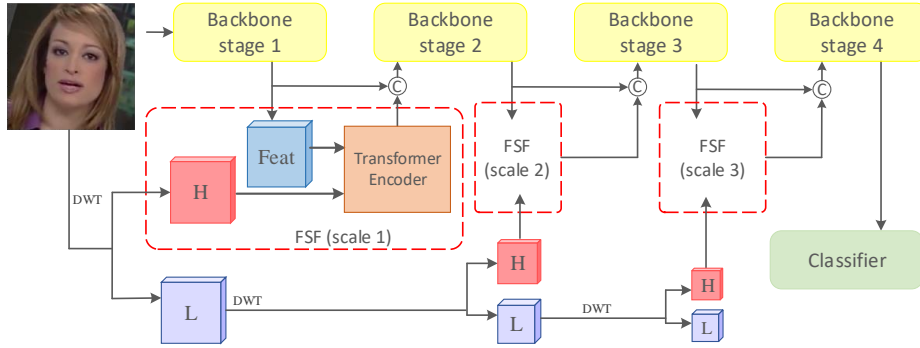 Backbone
stage 1
Backbone
stage 2
Backbone
stage 3
Backbone
stage 4
C
C
C
Feat
Transformer
Encoder
FSF
(scale 2)
FSF
(scale 3)
DWT
H
FSF (scale 1)
H
Classifier
H
L
DWT
L
DWT
L